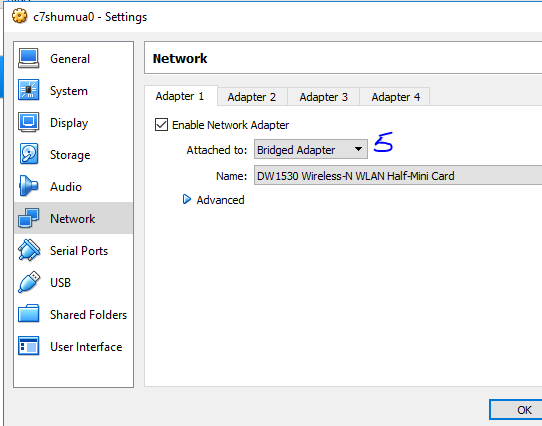 c7shumua0 - Settings
General
System
Display
Storage
Audio
Network
Serial Ports
USB
Shared Folders
User Interface
Network
Adapter 1 Adapter 2 Adapter 3 Adapter 4
Enable Network Adapter
Attached to: Bridged Adapter 5
Name: DW1530 Wireless-N WLAN Half-Mini Card
Advanced
OK